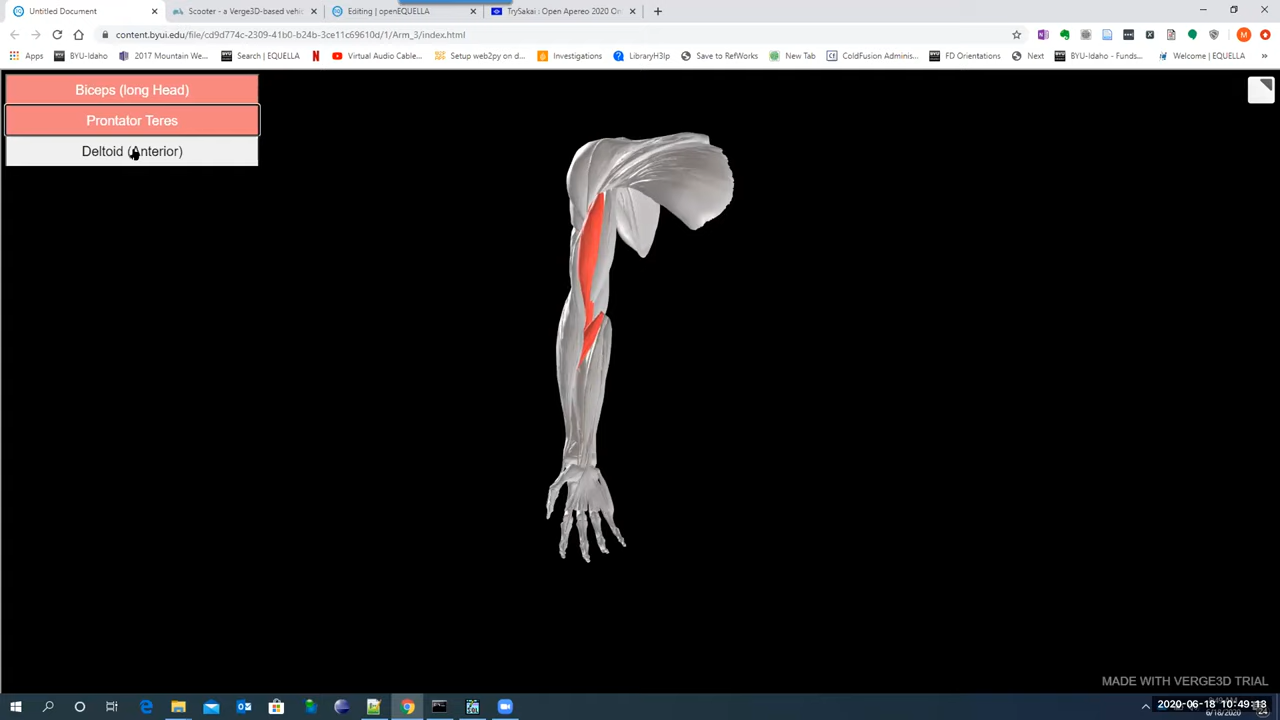 Untitled Document
Scooter - a Verge3D-based vehic
Editing | openEQUELLA
TrySakai : Open Apereo 2020 On
content.byui.edu/file/cd9d774c-2309-41b0-b24b-3ce11c69610d/1/Arm_3/index.html
Apps
BYU-Idaho
2017 Mountain We...
Search | EQUELLA
Virtual Audio Cable...
Setup web2py on d...
Investigations
LibraryH3lp
Save to RefWorks
New Tab
ColdFusion Adminis...
FD Orientations
Next
BYU-Idaho - Funds...
Welcome | EQUELLA
Biceps (long Head)
Prontator Teres
Deltoid (Anterior)
MADE WITH VERGE3D TRIAL
2020-06-18 10:49:13